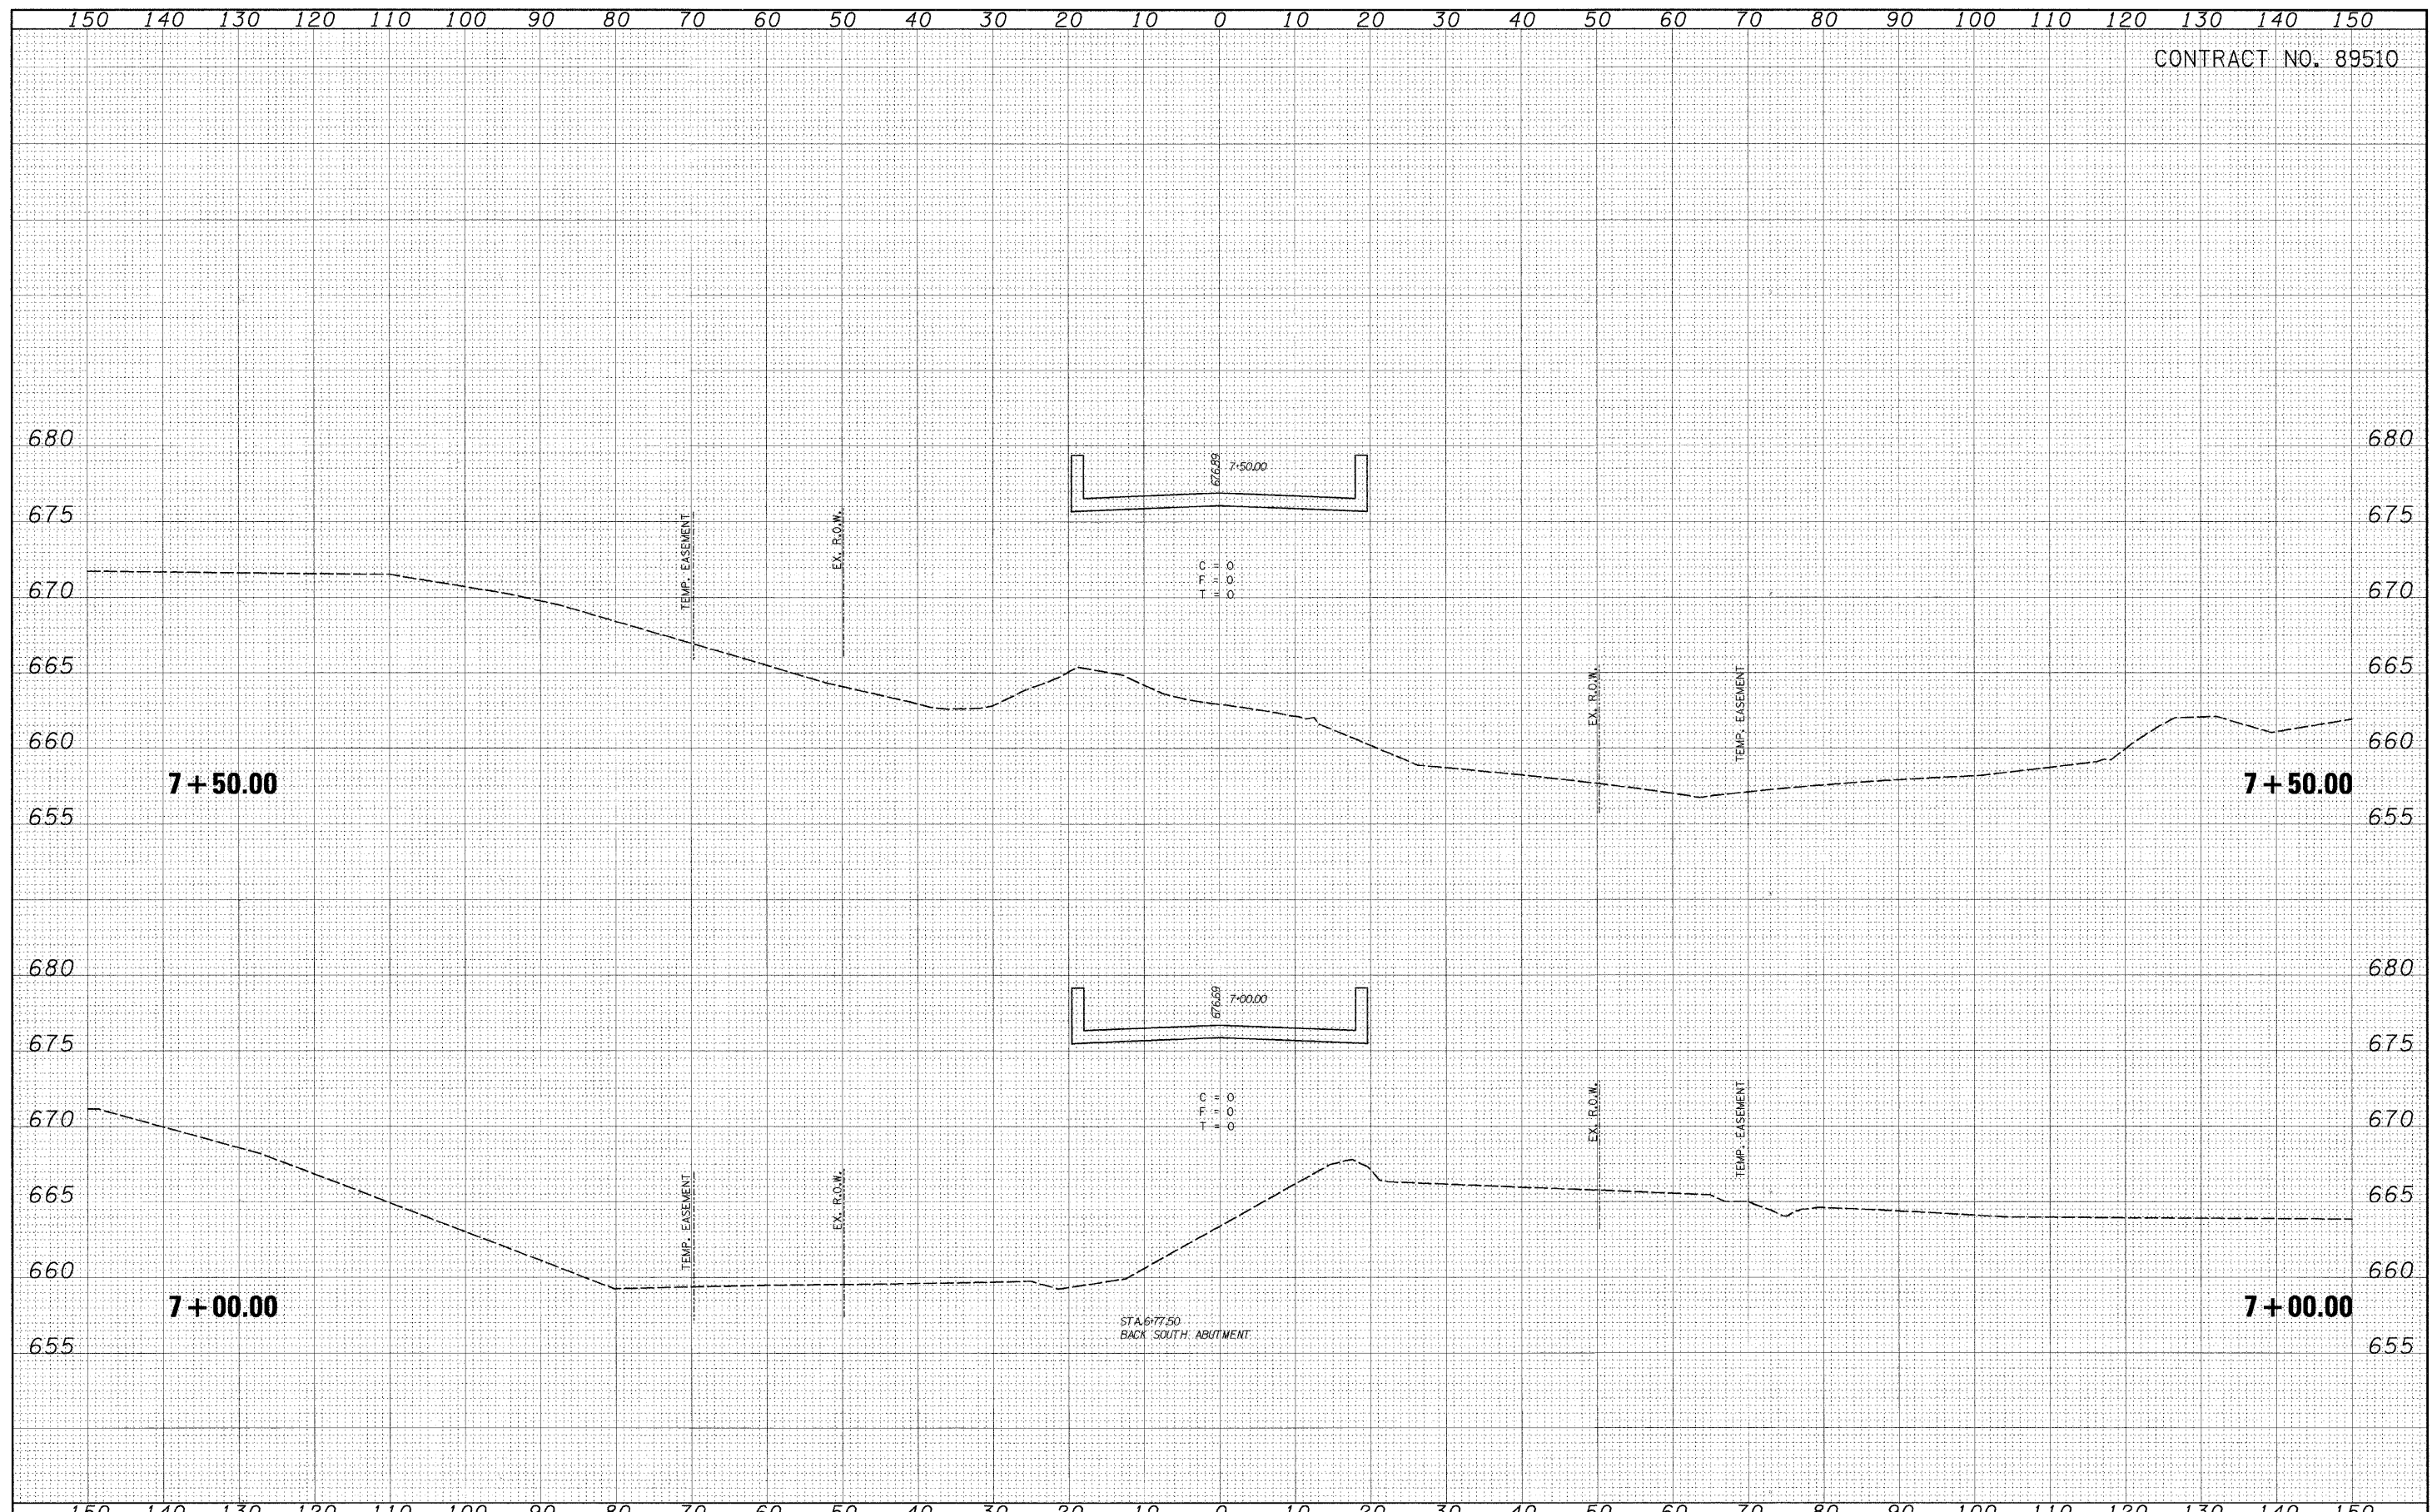 150 140 130 120 110 100 90 80 70 60 50 40 30 20 10 0 10 20 30 40 50 60 70 80 90 100 110 120 130 140 150
CONTRACT NO. 89510
680 680
676.89 7+50.00
675 675
TEMP. EASEMENT
EX. R.O.W.
C = 0
F = 0
T = 0
670 670
665 665
EX. R.O.W.
TEMP. EASEMENT
660 660
7+50.00 7+50.00
655 655
680 680
676.69 7+00.00
675 675
C = 0
F = 0
T = 0
EX. R.O.W.
TEMP. EASEMENT
670 670
TEMP. EASEMENT
EX. R.O.W.
665 665
660 660
7+00.00 7+00.00
STA.6+77.50
BACK SOUTH ABUTMENT
655 655
150 140 130 120 110 100 90 80 70 60 50 40 30 20 10 0 10 20 30 40 50 60 70 80 90 100 110 120 130 140 150